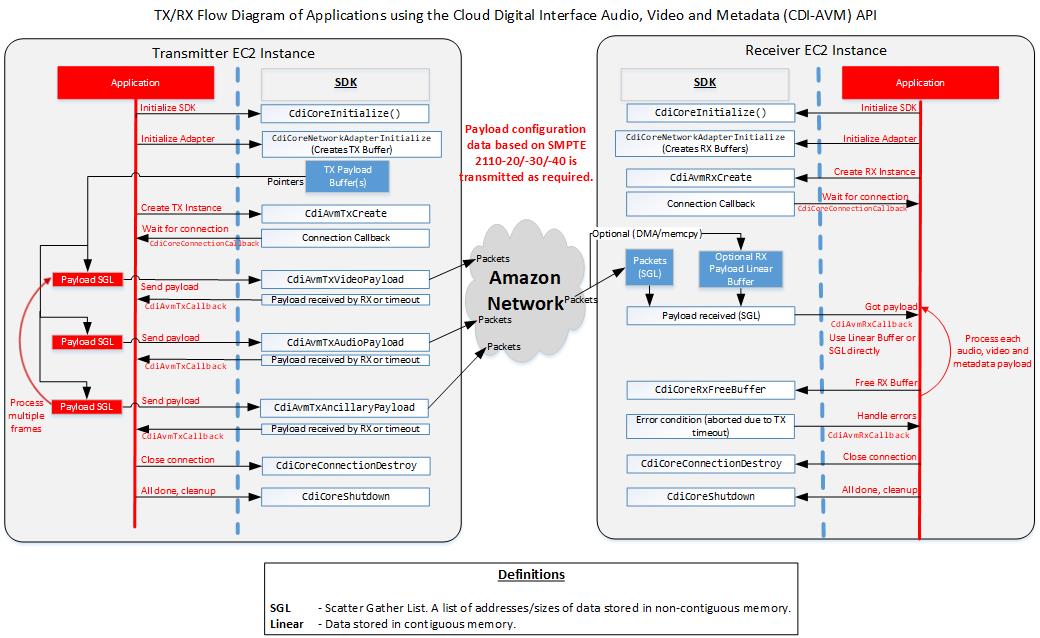 TX/RX Flow Diagram of Applications using the Cloud Digital Interface Audio, Video and Metadata (CDI-AVM) API
Transmitter EC2 Instance
Application
SDK
Initialize SDK
CdiCoreInitialize()
Initialize Adapter
CdiCoreNetworkAdapterInitialize
(Creates TX Buffer)
Pointers
TX Payload
Buffer(s)
Create TX Instance
CdiAvmTxCreate
Wait for connection
CdiCoreConnectionCallback
Connection Callback
Payload SGL
Send payload
CdiAvmTxVideoPayload
CdiAvmTxCallback
Payload received by RX or timeout
Payload SGL
Send payload
CdiAvmTxAudioPayload
CdiAvmTxCallback
Payload received by RX or timeout
Payload SGL
Send payload
CdiAvmTxAncillaryPayload
CdiAvmTxCallback
Payload received by RX or timeout
Process
multiple
frames
Close connection
CdiCoreConnectionDestroy
All done, cleanup
CdiCoreShutdown
Payload configuration
data based on SMPTE
2110-20/-30/-40 is
transmitted as required.
Packets
Amazon
Network
Packets
Packets
Packets
Receiver EC2 Instance
SDK
Application
CdiCoreInitialize()
Initialize SDK
CdiCoreNetworkAdapterInitialize
(Creates RX Buffers)
Initialize Adapter
CdiAvmRxCreate
Create RX Instance
Connection Callback
Wait for connection
CdiCoreConnectionCallback
Optional (DMA/memcpy)
Packets
(SGL)
Optional RX
Payload Linear
Buffer
Payload received (SGL)
Got payload
CdiAvmRxCallback
Use Linear Buffer or
SGL directly
Process each
audio, video and
metadata payload
CdiCoreRxFreeBuffer
Free RX Buffer
Error condition (aborted due to TX
timeout)
Handle errors
CdiAvmRxCallback
CdiCoreConnectionDestroy
Close connection
CdiCoreShutdown
All done, cleanup
Definitions
SGL - Scatter Gather List. A list of addresses/sizes of data stored in non-contiguous memory.
Linear - Data stored in contiguous memory.